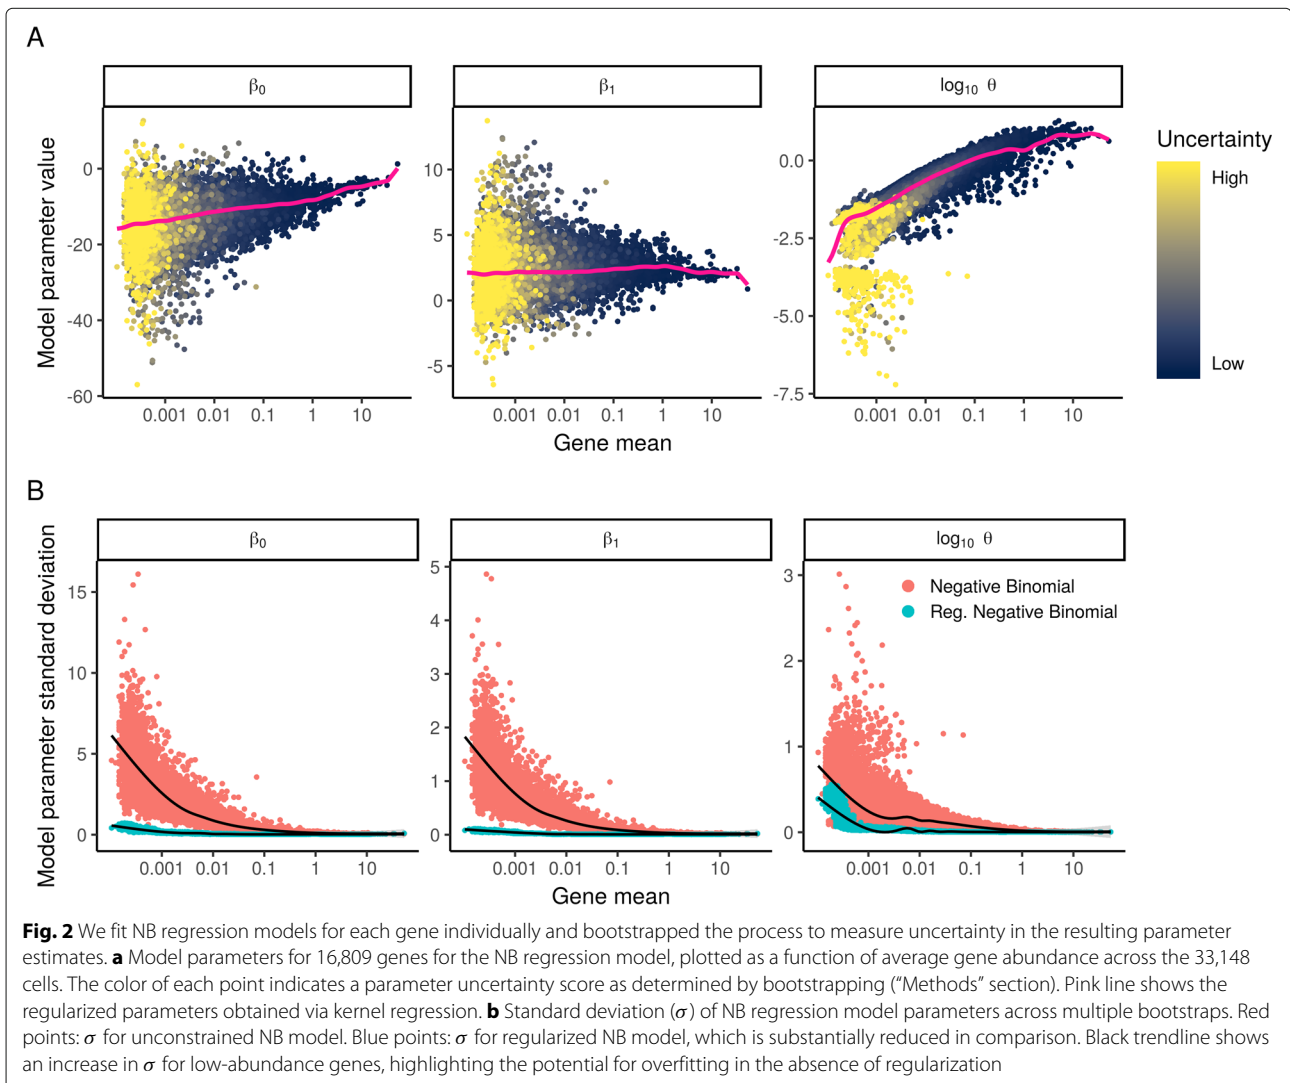 A
β0
β1
log10 θ
Model parameter value
0
-20
-40
-60
10
5
0
-5
0.0
-2.5
-5.0
-7.5
Uncertainty
High
Low
0.001 0.01 0.1 1 10
0.001 0.01 0.1 1 10
0.001 0.01 0.1 1 10
Gene mean
B
β0
β1
log10 θ
Model parameter standard deviation
15
10
5
0
5
4
3
2
1
0
3
2
1
0
Negative Binomial
Reg. Negative Binomial
0.001 0.01 0.1 1 10
0.001 0.01 0.1 1 10
0.001 0.01 0.1 1 10
Gene mean
Fig. 2 We fit NB regression models for each gene individually and bootstrapped the process to measure uncertainty in the resulting parameter
estimates. a Model parameters for 16,809 genes for the NB regression model, plotted as a function of average gene abundance across the 33,148
cells. The color of each point indicates a parameter uncertainty score as determined by bootstrapping (“Methods” section). Pink line shows the
regularized parameters obtained via kernel regression. b Standard deviation (σ) of NB regression model parameters across multiple bootstraps. Red
points: σ for unconstrained NB model. Blue points: σ for regularized NB model, which is substantially reduced in comparison. Black trendline shows
an increase in σ for low-abundance genes, highlighting the potential for overfitting in the absence of regularization